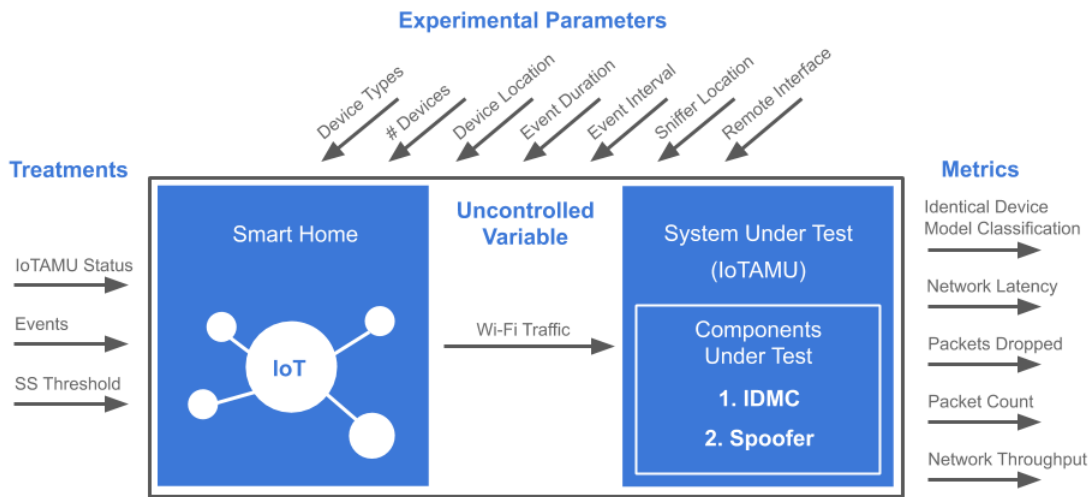 Experimental Parameters
Device Types
# Devices
Device Location
Event Duration
Event Interval
Sniffer Location
Remote Interface
Treatments
IoTAMU Status
Events
SS Threshold
Smart Home
IoT
Uncontrolled
Variable
Wi-Fi Traffic
System Under Test
(IoTAMU)
Components
Under Test
1. IDMC
2. Spoofer
Metrics
Identical Device
Model Classification
Network Latency
Packets Dropped
Packet Count
Network Throughput